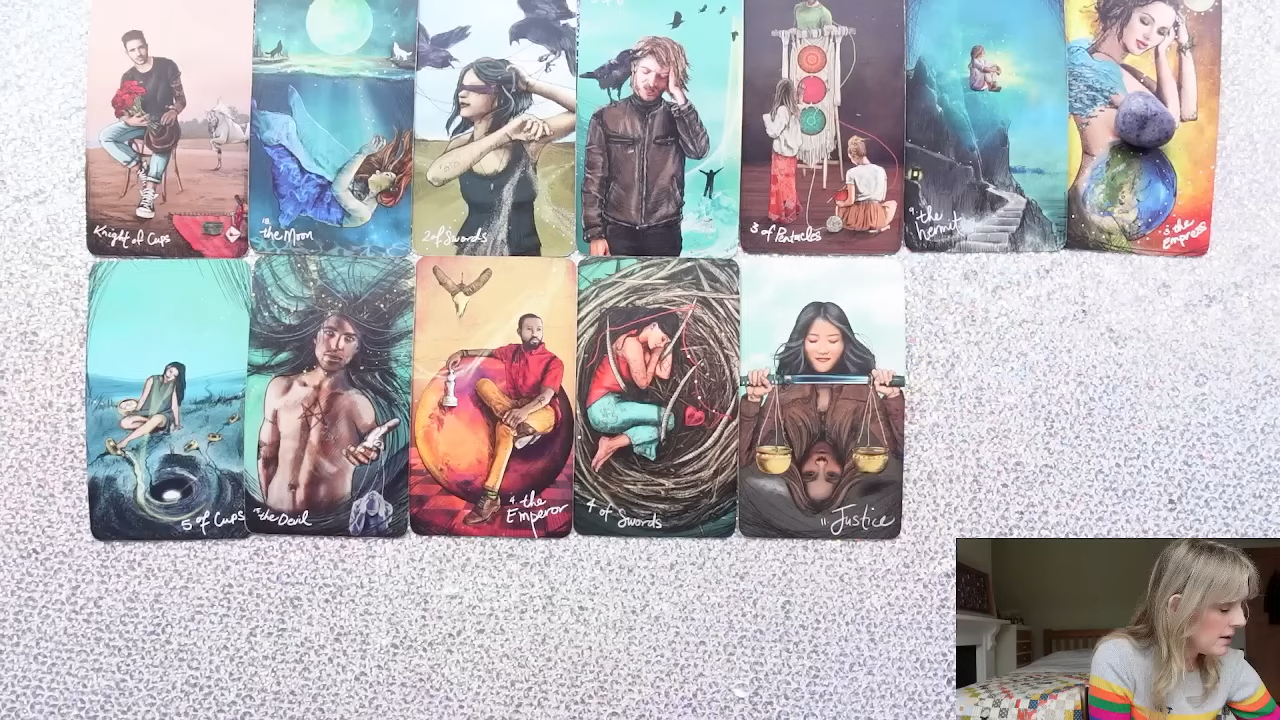 Knight of Cups
18.
the Moon
2 of Swords
3 of Pentacles
9 the
hermit
3 the
Empress
5 of Cups
the Devil
4. the
Emperor
4 of Swords
11 Justice